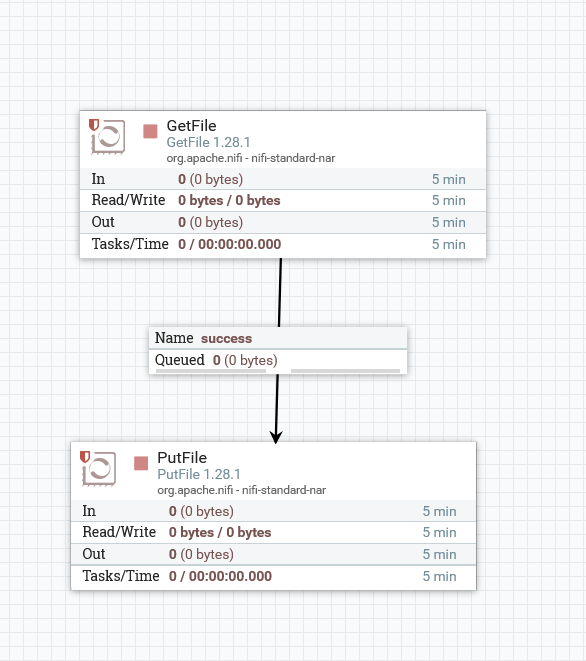 GetFile
GetFile 1.28.1
org.apache.nifi - nifi-standard-nar
In 0 (0 bytes) 5 min
Read/Write 0 bytes / 0 bytes 5 min
Out 0 (0 bytes) 5 min
Tasks/Time 0 / 00:00:00.000 5 min
Name success
Queued 0 (0 bytes)
PutFile
PutFile 1.28.1
org.apache.nifi - nifi-standard-nar
In 0 (0 bytes) 5 min
Read/Write 0 bytes / 0 bytes 5 min
Out 0 (0 bytes) 5 min
Tasks/Time 0 / 00:00:00.000 5 min